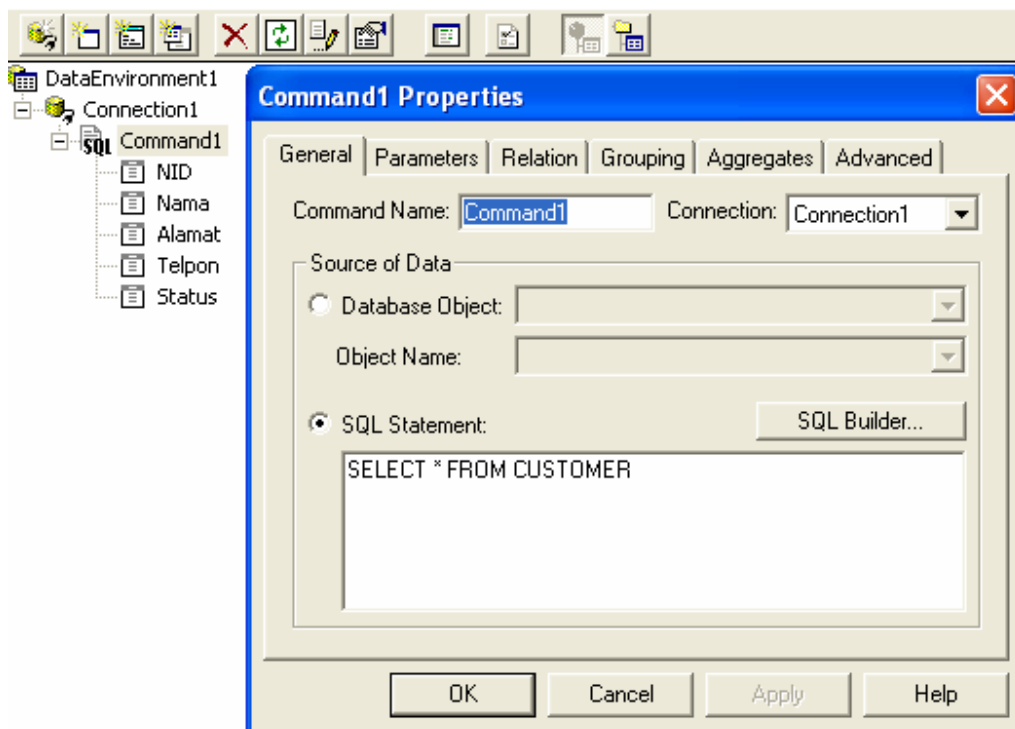 DataEnvironment1
Connection1
SQL Command1
NID
Nama
Alamat
Telpon
Status
Command1 Properties
General Parameters Relation Grouping Aggregates Advanced
Command Name: Command1 Connection: Connection1
Source of Data
Database Object:
Object Name:
SQL Statement: SQL Builder...
SELECT * FROM CUSTOMER
OK Cancel Apply Help